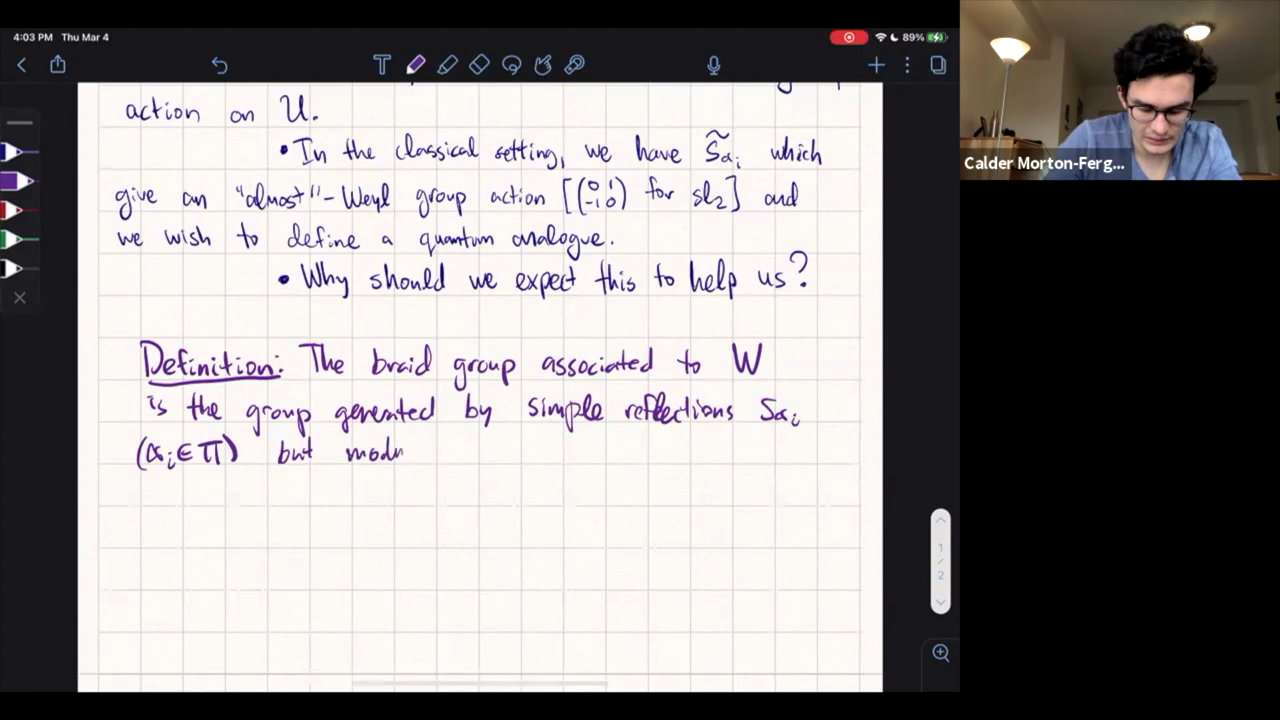 4:03 PM Thu Mar 4
89%
action on U.
• In the classical setting, we have S̃αᵢ which
give an "almost" - Weyl group action [(0 1 -1 0) for sl₂] and
we wish to define a quantum analogue.
• Why should we expect this to help us?
Definition: The braid group associated to W
is the group generated by simple reflections Sαᵢ
(αᵢ ∈ Π) but modu
1 / 2
Calder Morton-Ferg...